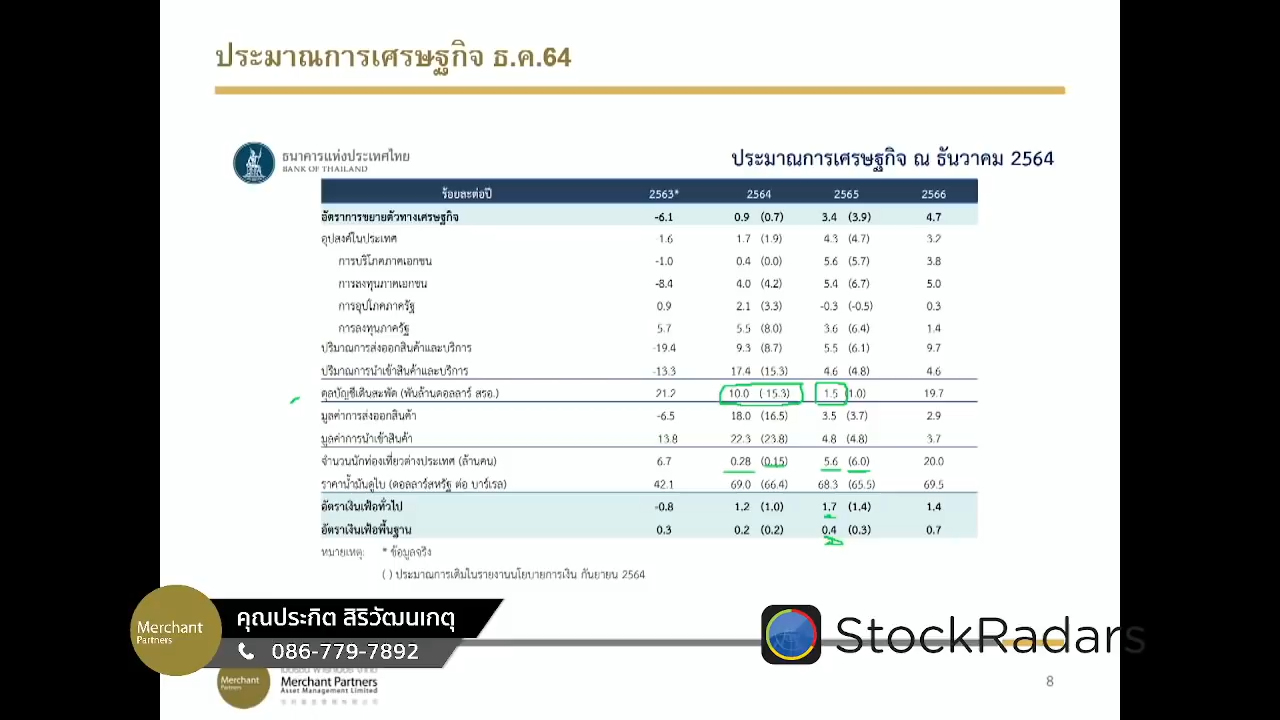 ประมาณการเศรษฐกิจ ธ.ค.64
ธนาคารแห่งประเทศไทย
BANK OF THAILAND
ประมาณการเศรษฐกิจ ณ ธันวาคม 2564
ร้อยละต่อปี 2563* 2564 2565 2566
อัตราการขยายตัวทางเศรษฐกิจ -6.1 0.9 (0.7) 3.4 (3.9) 4.7
อุปสงค์ในประเทศ 1.6 1.7 (1.9) 4.3 (4.7) 3.2
การบริโภคภาคเอกชน -1.0 0.4 (0.0) 5.6 (5.7) 3.8
การลงทุนภาคเอกชน -8.4 4.0 (4.2) 5.4 (6.7) 5.0
การอุปโภคภาครัฐ 0.9 2.1 (3.3) -0.3 (-0.5) 0.3
การลงทุนภาครัฐ 5.7 5.5 (8.0) 3.6 (6.4) 1.4
ปริมาณการส่งออกสินค้าและบริการ -19.4 9.3 (8.7) 5.5 (6.1) 9.7
ปริมาณการนำเข้าสินค้าและบริการ -13.3 17.4 (15.3) 4.6 (4.8) 4.6
ดุลบัญชีเดินสะพัด (พันล้านดอลลาร์ สรอ.) 21.2 10.0 (15.3) 1.5 (1.0) 19.7
มูลค่าการส่งออกสินค้า -6.5 18.0 (16.5) 3.5 (3.7) 2.9
มูลค่าการนำเข้าสินค้า 13.8 22.3 (23.8) 4.8 (4.8) 3.7
จำนวนนักท่องเที่ยวต่างประเทศ (ล้านคน) 6.7 0.28 (0.15) 5.6 (6.0) 20.0
ราคาน้ำมันดูไบ (ดอลลาร์สหรัฐ ต่อ บาร์เรล) 42.1 69.0 (66.4) 68.3 (65.5) 69.5
อัตราเงินเฟ้อทั่วไป -0.8 1.2 (1.0) 1.7 (1.4) 1.4
อัตราเงินเฟ้อพื้นฐาน 0.3 0.2 (0.2) 0.4 (0.3) 0.7
หมายเหตุ: * ข้อมูลจริง
( ) ประมาณการเดิมในรายงานนโยบายการเงิน กันยายน 2564
Merchant
Partners
คุณประกิต สิริวัฒนเกตุ
086-779-7892
StockRadars
Merchant
Partners
Merchant Partners
Asset Management Limited
8